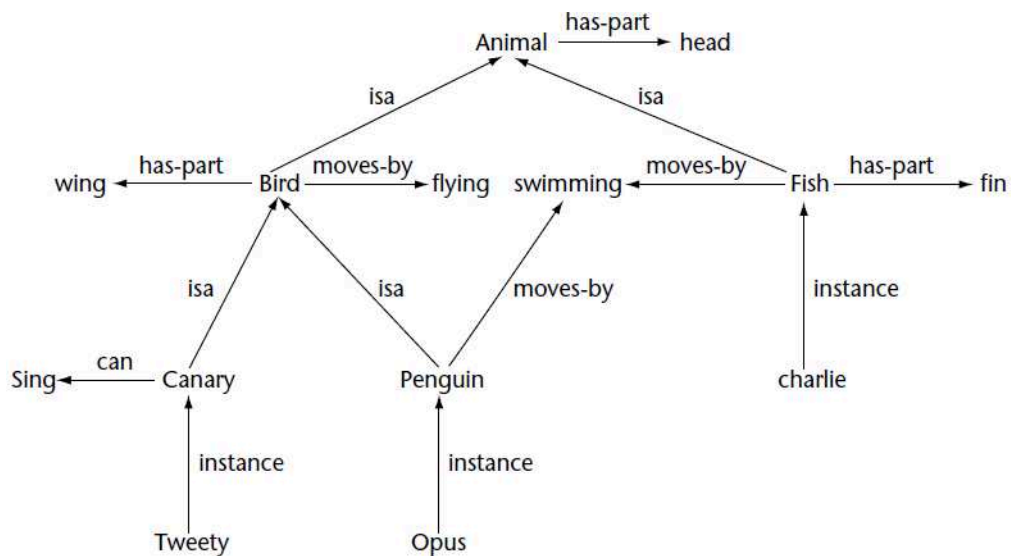 has-part
Animal head
isa isa
has-part moves-by moves-by has-part
wing Bird flying swimming Fish fin
isa isa moves-by instance
can
Sing Canary Penguin charlie
instance instance
Tweety Opus